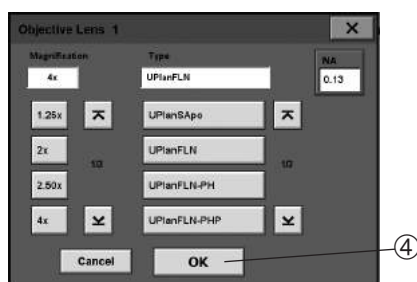 Objective Lens 1
Magnification Type NA
4x UPlanFLN 0.13
1.25x UPlanSApo
2x UPlanFLN
1/2 1/2
2.50x UPlanFLN-PH
4x UPlanFLN-PHP
Cancel OK ④